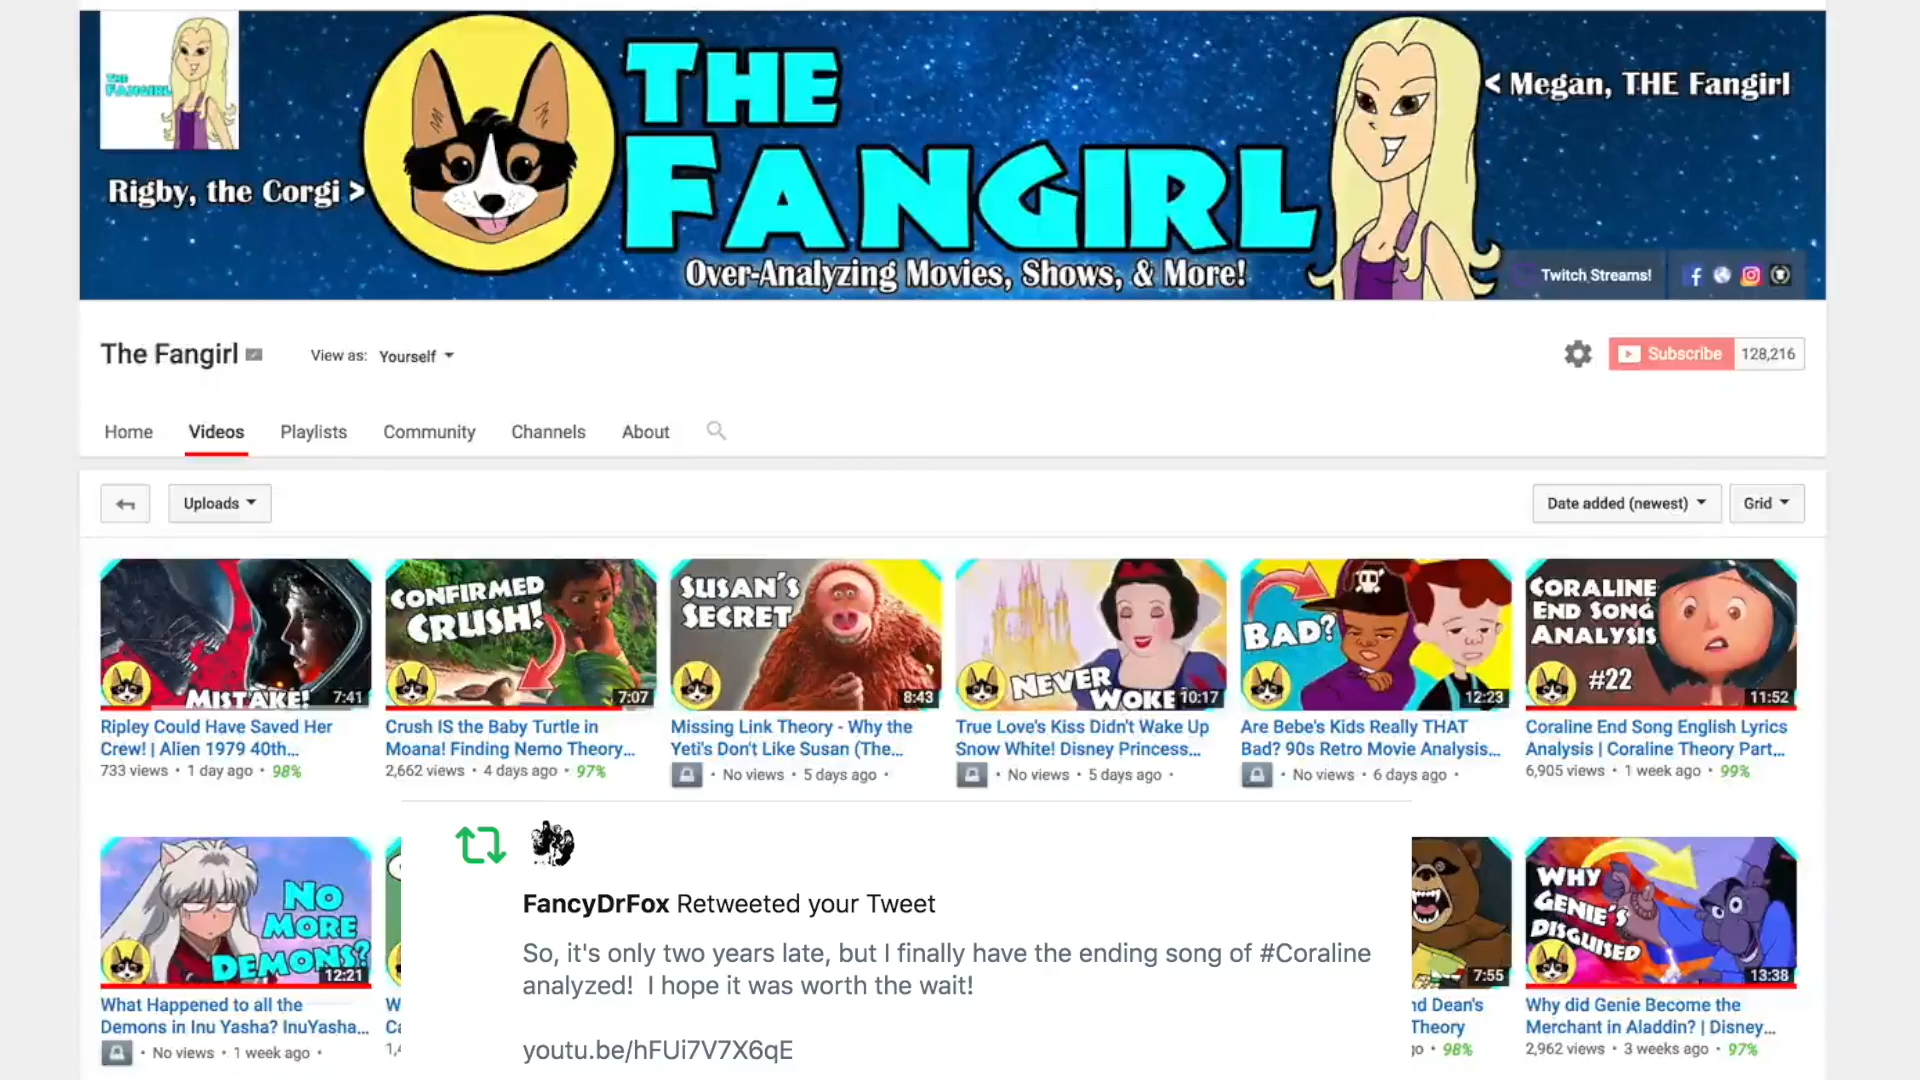 THE
FANGIRL
Rigby, the Corgi >
THE
FANGIRL
Over-Analyzing Movies, Shows, & More!
< Megan, THE Fangirl
Twitch Streams!
The Fangirl
View as: Yourself
Subscribe 128,216
Home Videos Playlists Community Channels About
Uploads
Date added (newest) Grid
MISTAKE! 7:41
Ripley Could Have Saved Her
Crew! | Alien 1979 40th...
733 views • 1 day ago • 98%
CONFIRMED
CRUSH!
7:07
Crush IS the Baby Turtle in
Moana! Finding Nemo Theory...
2,662 views • 4 days ago • 97%
SUSAN'S
SECRET
8:43
Missing Link Theory - Why the
Yeti's Don't Like Susan (The...
• No views • 5 days ago •
NEVER
WOKE 10:17
True Love's Kiss Didn't Wake Up
Snow White! Disney Princess...
• No views • 5 days ago •
BAD?
12:23
Are Bebe's Kids Really THAT
Bad? 90s Retro Movie Analysis...
• No views • 6 days ago •
CORALINE
END SONG
ANALYSIS
#22
11:52
Coraline End Song English Lyrics
Analysis | Coraline Theory Part...
6,905 views • 1 week ago • 99%
NO
MORE
DEMONS?
12:21
What Happened to all the
Demons in Inu Yasha? InuYasha...
• No views • 1 week ago •
W
Ca
1,4
FancyDrFox Retweeted your Tweet
So, it's only two years late, but I finally have the ending song of #Coraline
analyzed! I hope it was worth the wait!
youtu.be/hFUi7V7X6qE
7:55
nd Dean's
Theory
go • 98%
WHY
GENIE'S
DISGUISED
13:38
Why did Genie Become the
Merchant in Aladdin? | Disney...
2,962 views • 3 weeks ago • 97%